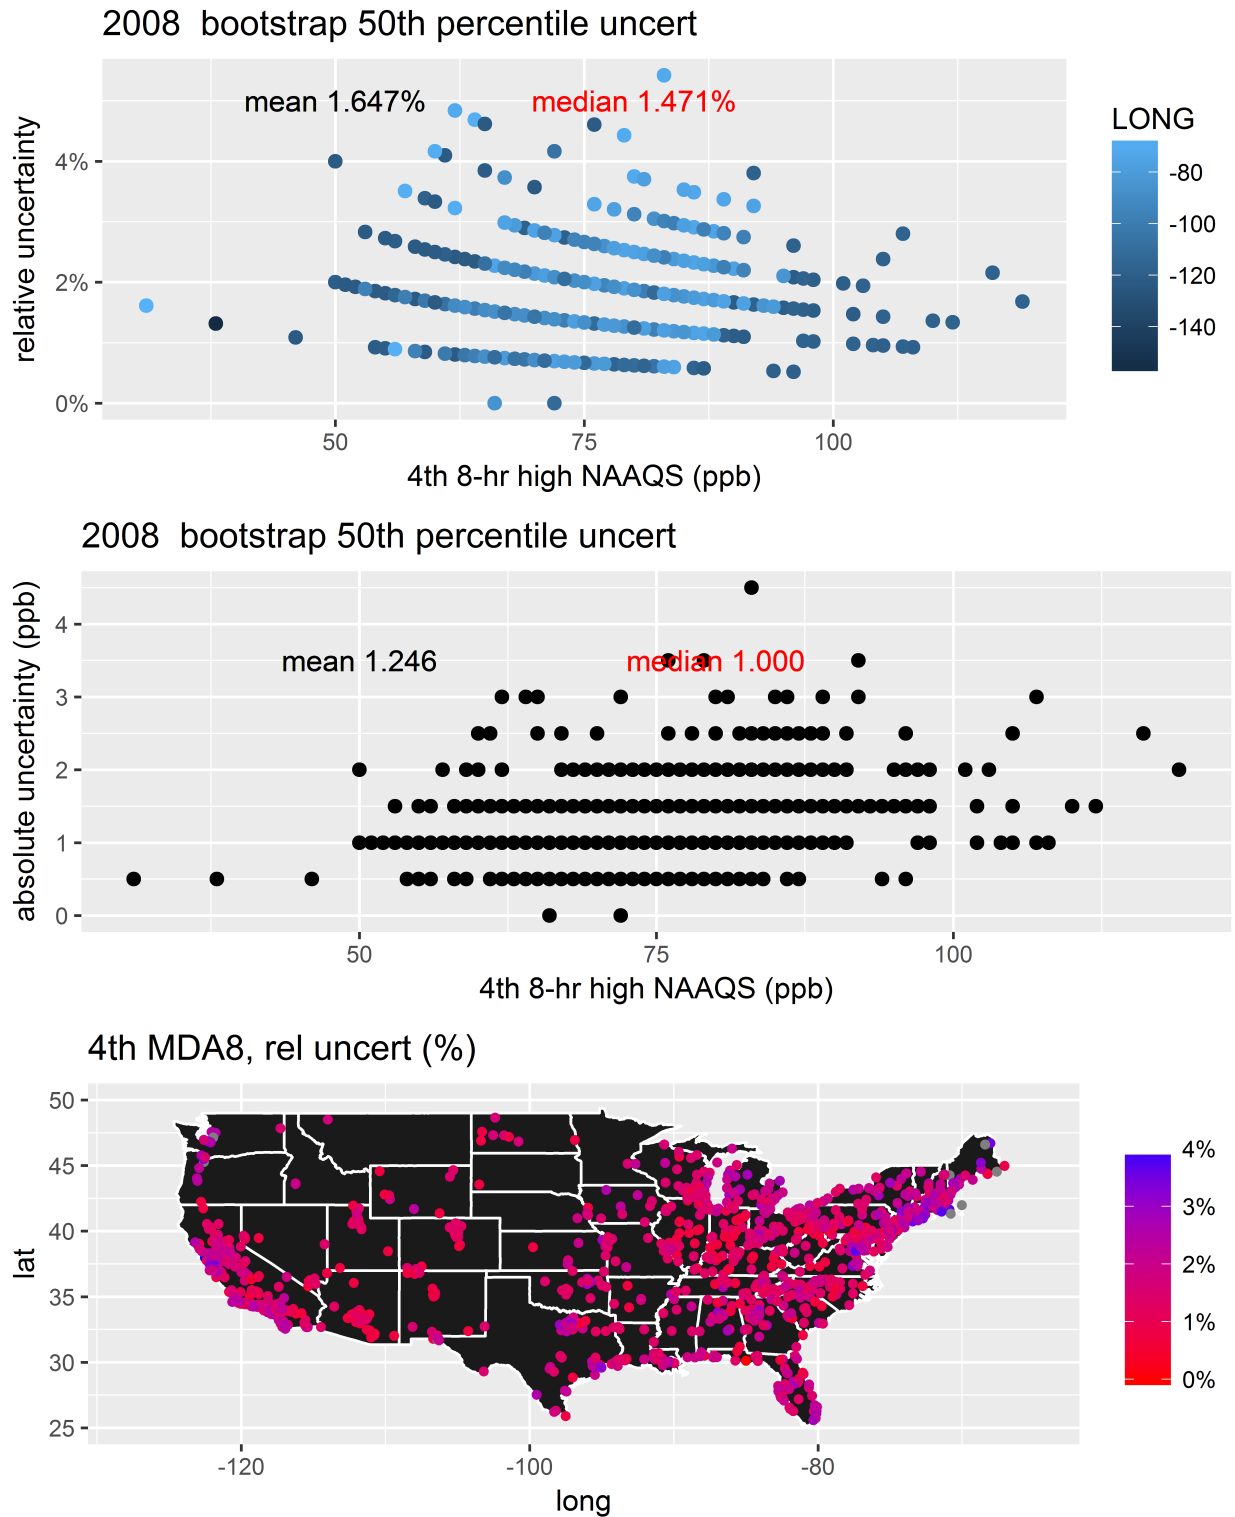 2008  bootstrap 50th percentile uncert
mean 1.647%
median 1.471%
relative uncertainty
4%
2%
0%
50
75
100
4th 8-hr high NAAQS (ppb)
LONG
-80
-100
-120
-140
2008  bootstrap 50th percentile uncert
mean 1.246
median 1.000
absolute uncertainty (ppb)
4
3
2
1
0
50
75
100
4th 8-hr high NAAQS (ppb)
4th MDA8, rel uncert (%)
lat
50
45
40
35
30
25
-120
-100
-80
long
4%
3%
2%
1%
0%